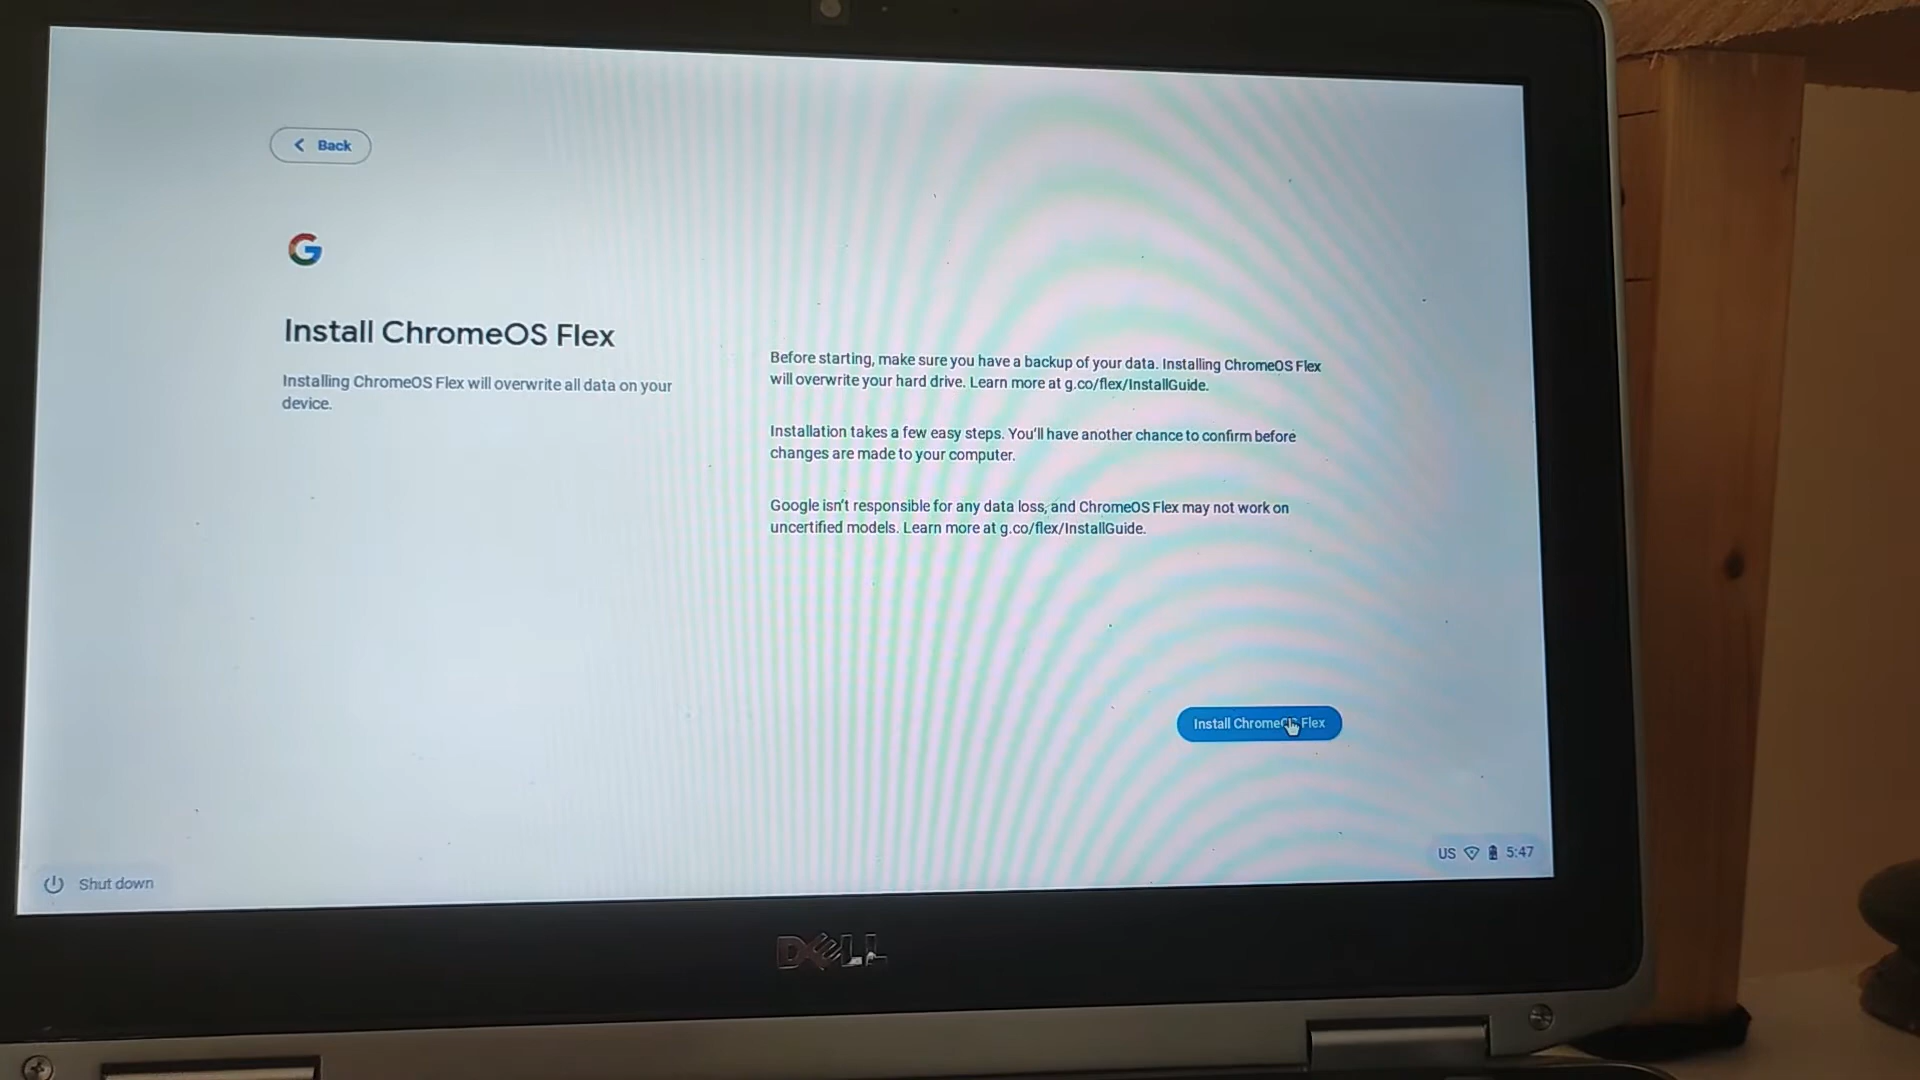 Back
G
Install ChromeOS Flex
Installing ChromeOS Flex will overwrite all data on your
device.
Before starting, make sure you have a backup of your data. Installing ChromeOS Flex
will overwrite your hard drive. Learn more at g.co/flex/InstallGuide.
Installation takes a few easy steps. You'll have another chance to confirm before
changes are made to your computer.
Google isn't responsible for any data loss, and ChromeOS Flex may not work on
uncertified models. Learn more at g.co/flex/InstallGuide.
Install ChromeOS Flex
US 5:47
Shut down
DELL